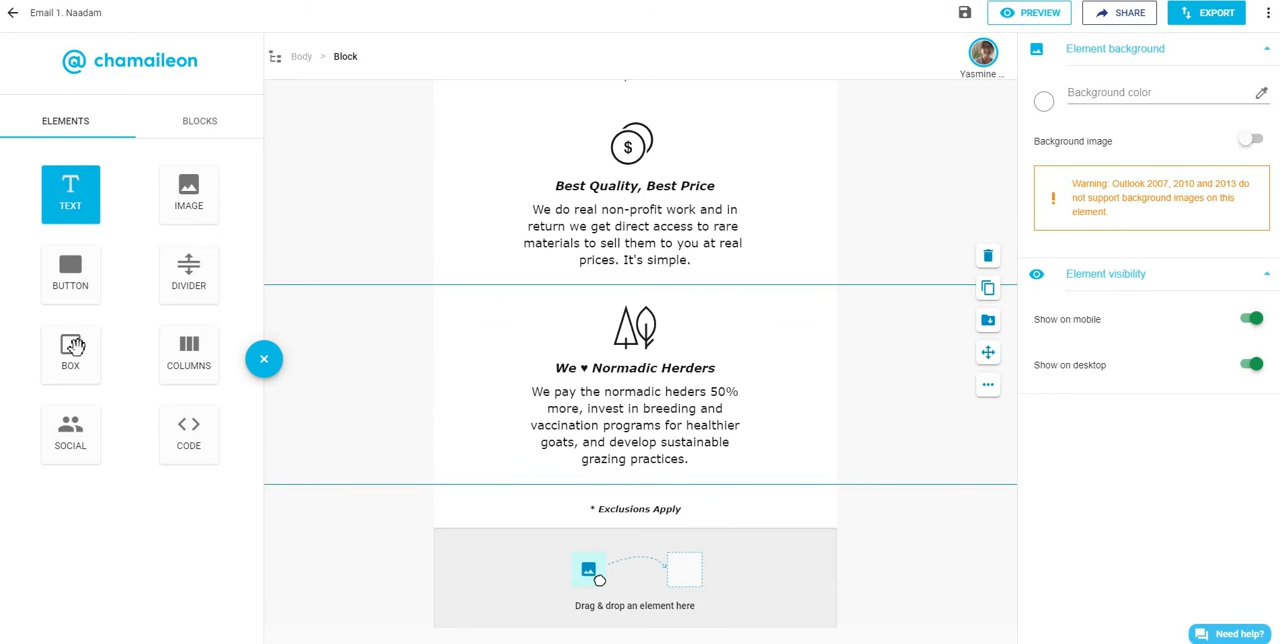 Email 1. Naadam
PREVIEW
SHARE
EXPORT
@ chamaileon
Body > Block
Yasmine ...
Element background
ELEMENTS
BLOCKS
Background color
Background image
Warning: Outlook 2007, 2010 and 2013 do
not support background images on this
element.
TEXT
IMAGE
BUTTON
DIVIDER
BOX
COLUMNS
SOCIAL
CODE
$
Best Quality, Best Price
We do real non-profit work and in
return we get direct access to rare
materials to sell them to you at real
prices. It's simple.
Element visibility
Show on mobile
Show on desktop
We ♥ Normadic Herders
We pay the normadic heders 50%
more, invest in breeding and
vaccination programs for healthier
goats, and develop sustainable
grazing practices.
* Exclusions Apply
Drag & drop an element here
Need help?